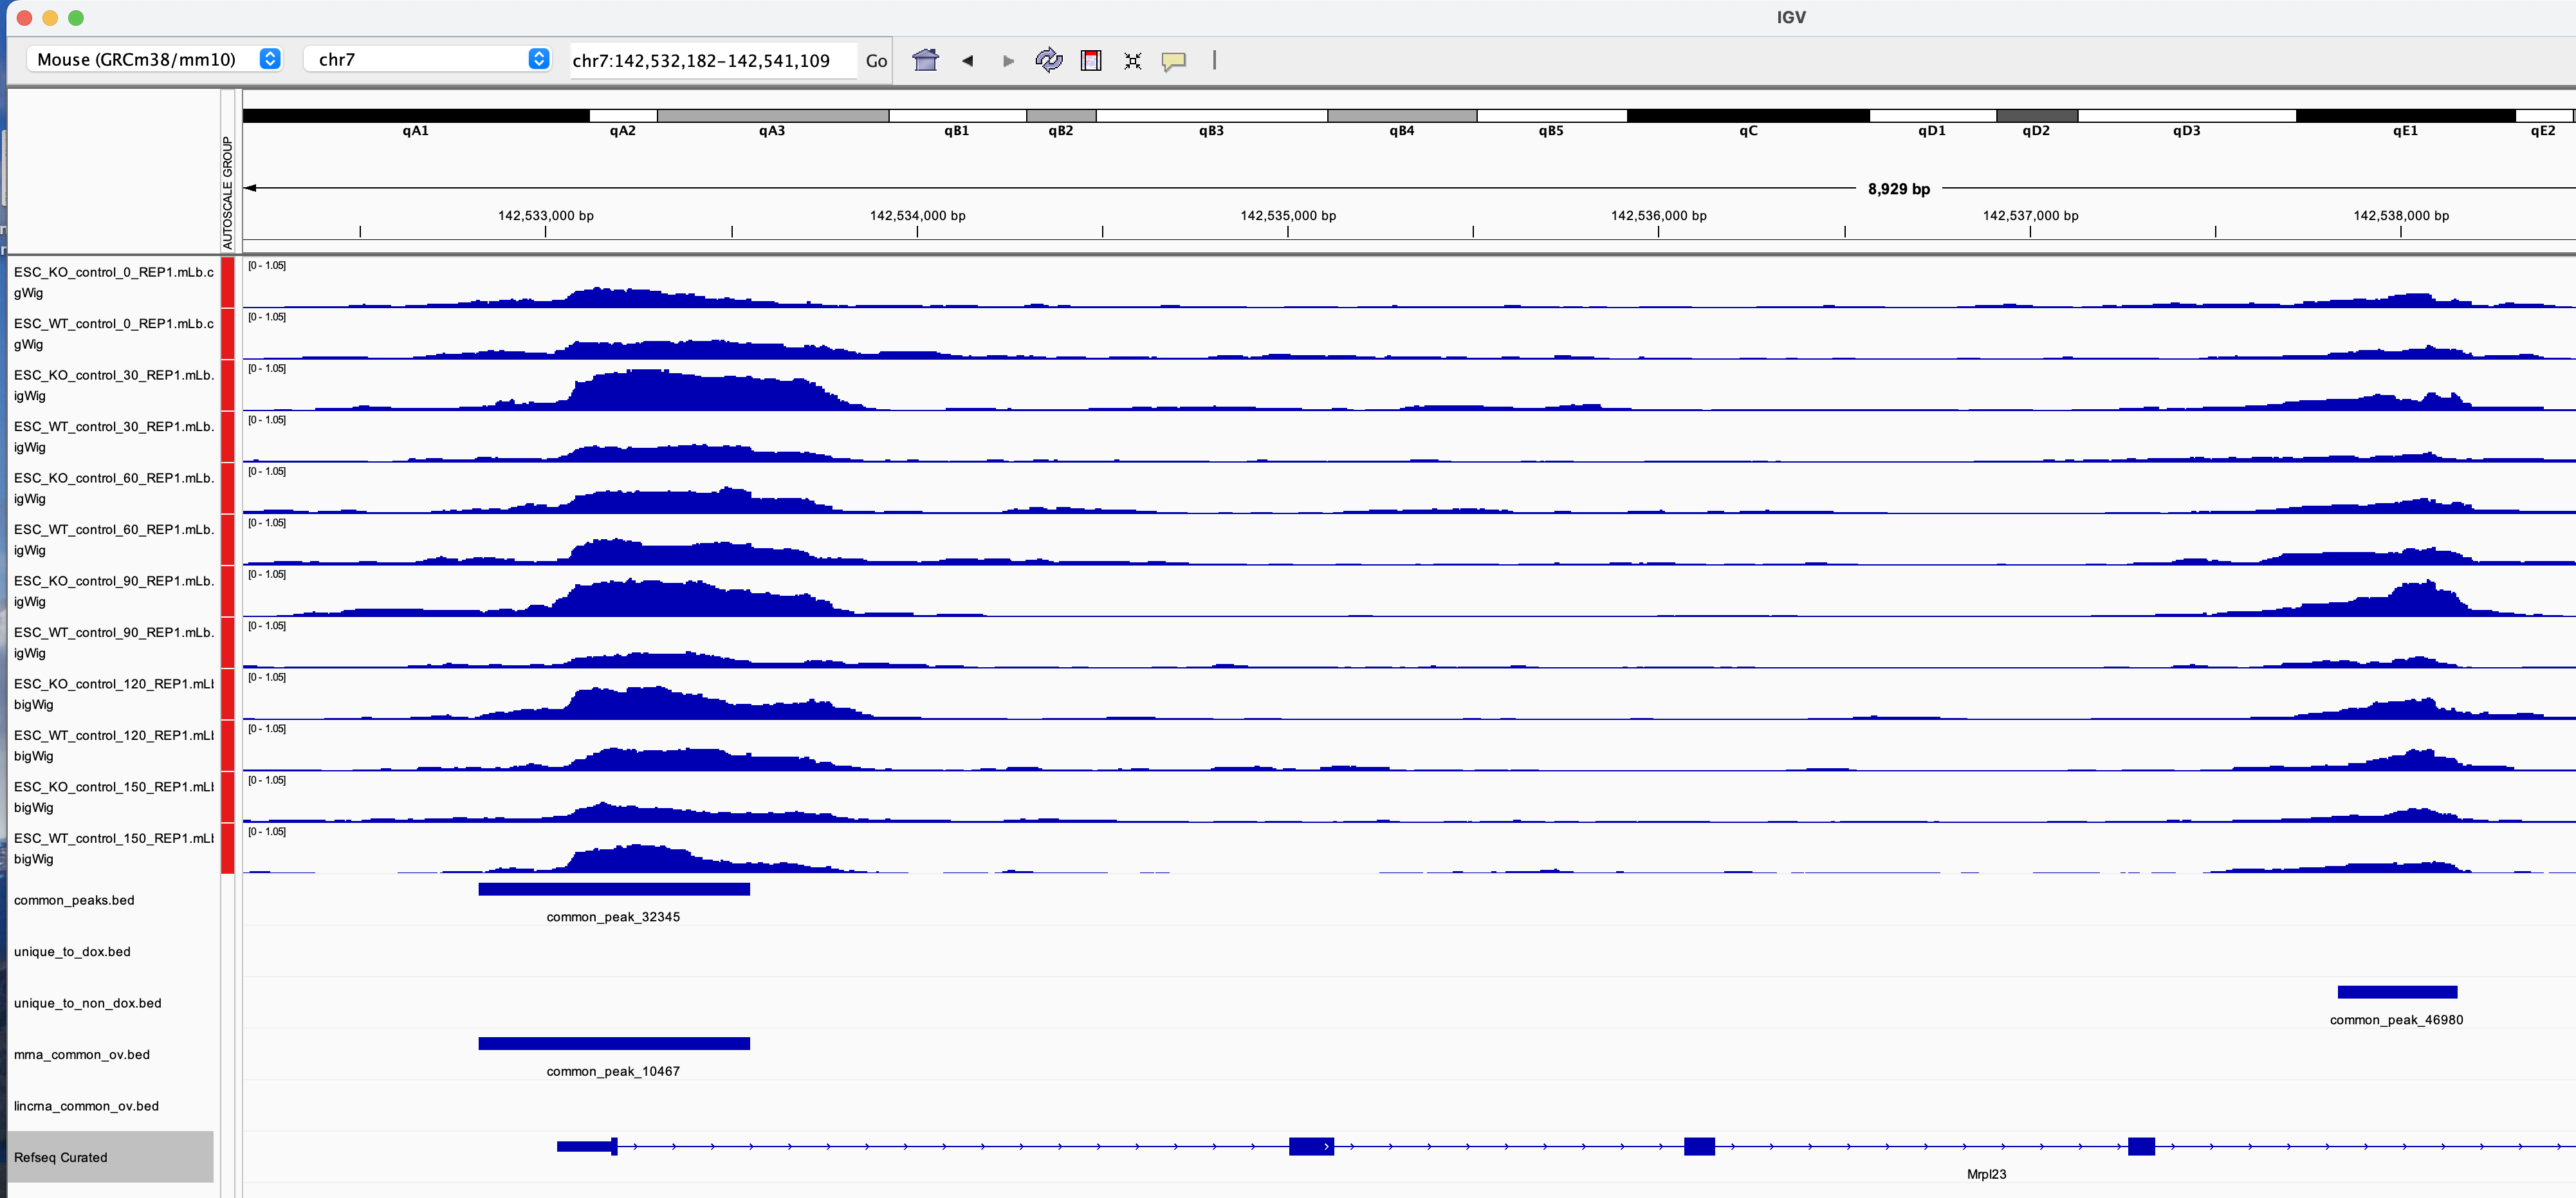 IGV
Mouse (GRCm38/mm10)
chr7
chr7:142,532,182-142,541,109
Go
qA1 qA2 qA3 qB1 qB2 qB3 qB4 qB5 qC qD1 qD2 qD3 qE1 qE2
AUTOSCALE GROUP
8,929 bp
142,533,000 bp 142,534,000 bp 142,535,000 bp 142,536,000 bp 142,537,000 bp 142,538,000 bp
ESC_KO_control_0_REP1.mLb.c
gWig
[0 - 1.05]
ESC_WT_control_0_REP1.mLb.c
gWig
[0 - 1.05]
ESC_KO_control_30_REP1.mLb.
igWig
[0 - 1.05]
ESC_WT_control_30_REP1.mLb.
igWig
[0 - 1.05]
ESC_KO_control_60_REP1.mLb.
igWig
[0 - 1.05]
ESC_WT_control_60_REP1.mLb.
igWig
[0 - 1.05]
ESC_KO_control_90_REP1.mLb.
igWig
[0 - 1.05]
ESC_WT_control_90_REP1.mLb.
igWig
[0 - 1.05]
ESC_KO_control_120_REP1.mLb
bigWig
[0 - 1.05]
ESC_WT_control_120_REP1.mLb
bigWig
[0 - 1.05]
ESC_KO_control_150_REP1.mLb
bigWig
[0 - 1.05]
ESC_WT_control_150_REP1.mLb
bigWig
[0 - 1.05]
common_peaks.bed
common_peak_32345
unique_to_dox.bed
unique_to_non_dox.bed
common_peak_46980
mrna_common_ov.bed
common_peak_10467
lincrna_common_ov.bed
Refseq Curated
Mrpl23